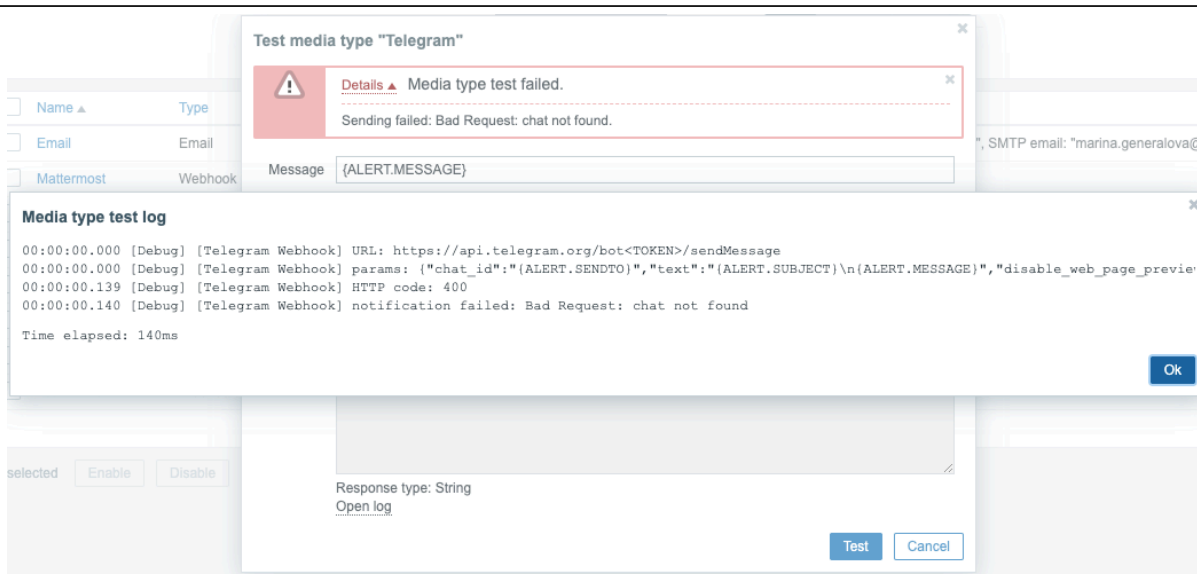 Test media type "Telegram"
Details Media type test failed.
Sending failed: Bad Request: chat not found.
Name Type
Email Email ", SMTP email: "marina.generalova@
Message {ALERT.MESSAGE}
Mattermost Webhook
Media type test log
00:00:00.000 [Debug] [Telegram Webhook] URL: https://api.telegram.org/bot<TOKEN>/sendMessage
00:00:00.000 [Debug] [Telegram Webhook] params: {"chat_id":"{ALERT.SENDTO}","text":"{ALERT.SUBJECT}\n{ALERT.MESSAGE}","disable_web_page_previe
00:00:00.139 [Debug] [Telegram Webhook] HTTP code: 400
00:00:00.140 [Debug] [Telegram Webhook] notification failed: Bad Request: chat not found
Time elapsed: 140ms
Ok
selected Enable Disable
Response type: String
Open log
Test Cancel